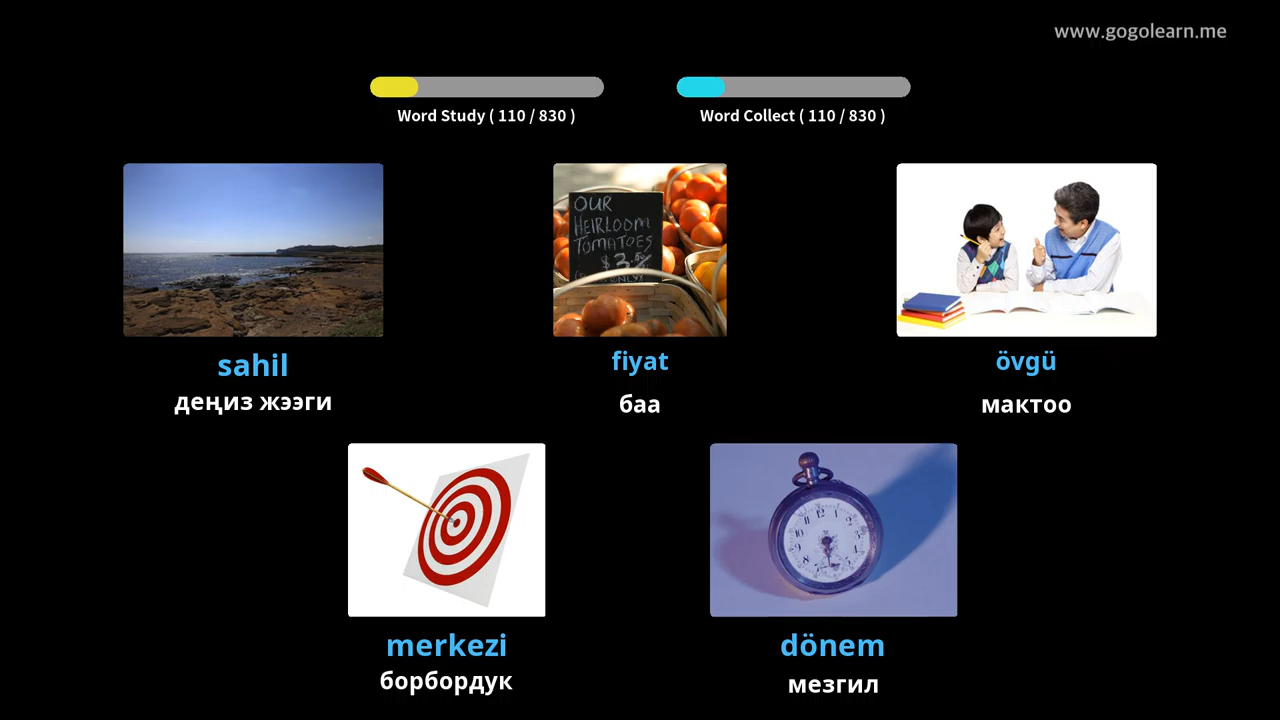 www.gogolearn.me
Word Study ( 110 / 830 )
Word Collect ( 110 / 830 )
OUR
HEIRLOOM
TOMATOES
sahil
fiyat
övgü
деңиз жээги
баа
мактоо
merkezi
dönem
борбордук
мезгил